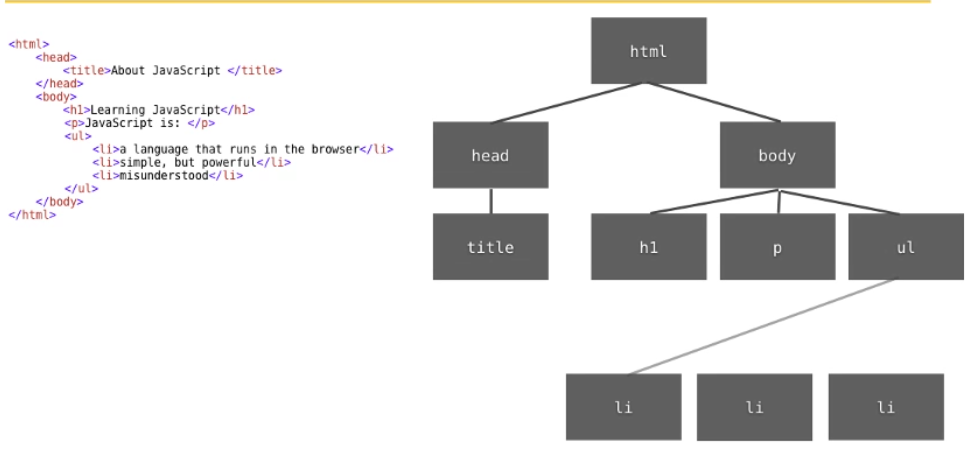 <html>
<head>
<title>About JavaScript </title>
</head>
<body>
<h1>Learning JavaScript</h1>
<p>JavaScript is: </p>
<ul>
<li>a language that runs in the browser</li>
<li>simple, but powerful</li>
<li>misunderstood</li>
</ul>
</body>
</html>
html
head
body
title
h1
p
ul
li
li
li